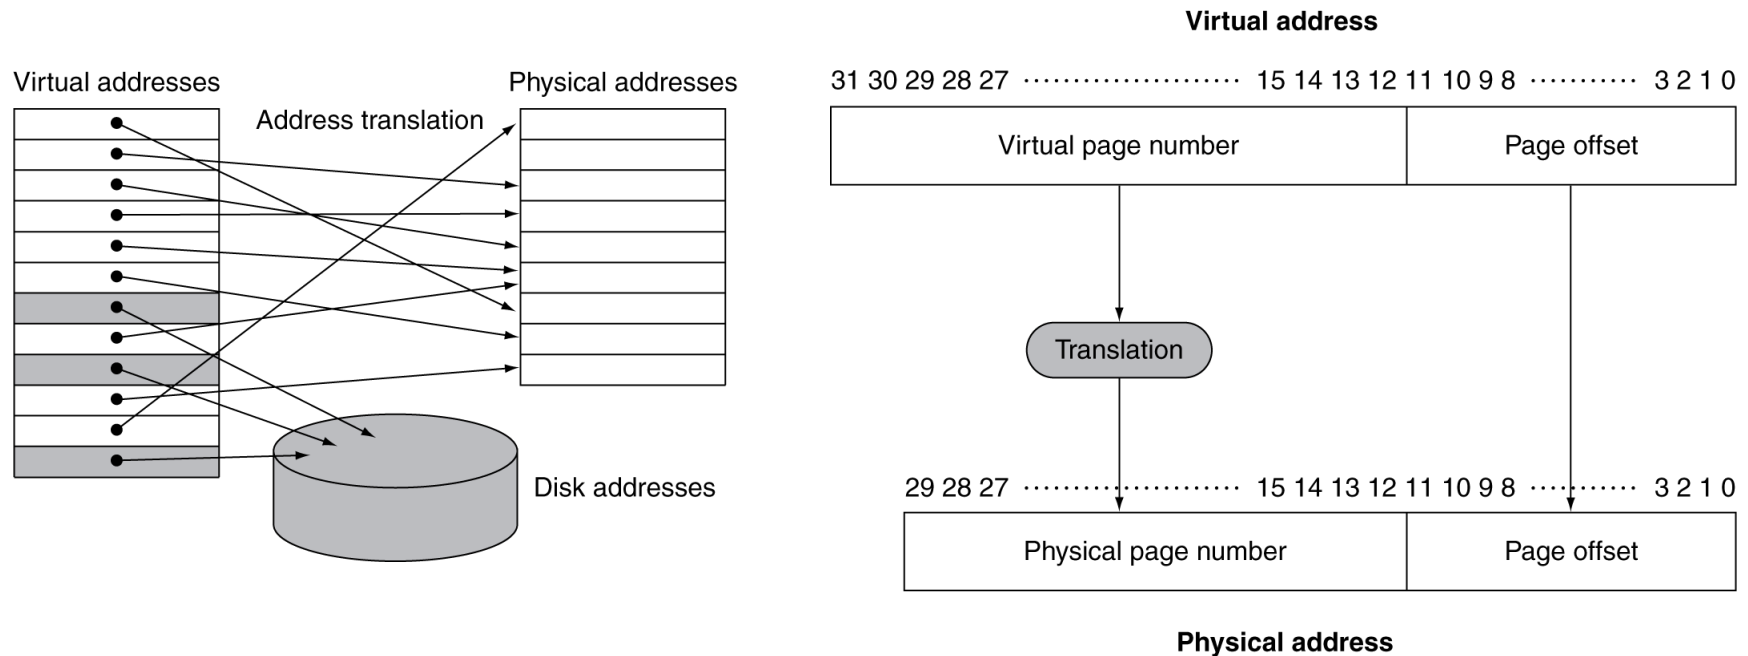 Virtual addresses
Physical addresses
Address translation
Disk addresses
Virtual address
31 30 29 28 27 ······················ 15 14 13 12 11 10 9 8 ··········· 3 2 1 0
Virtual page number
Page offset
Translation
29 28 27 ······················ 15 14 13 12 11 10 9 8 ··········· 3 2 1 0
Physical page number
Page offset
Physical address